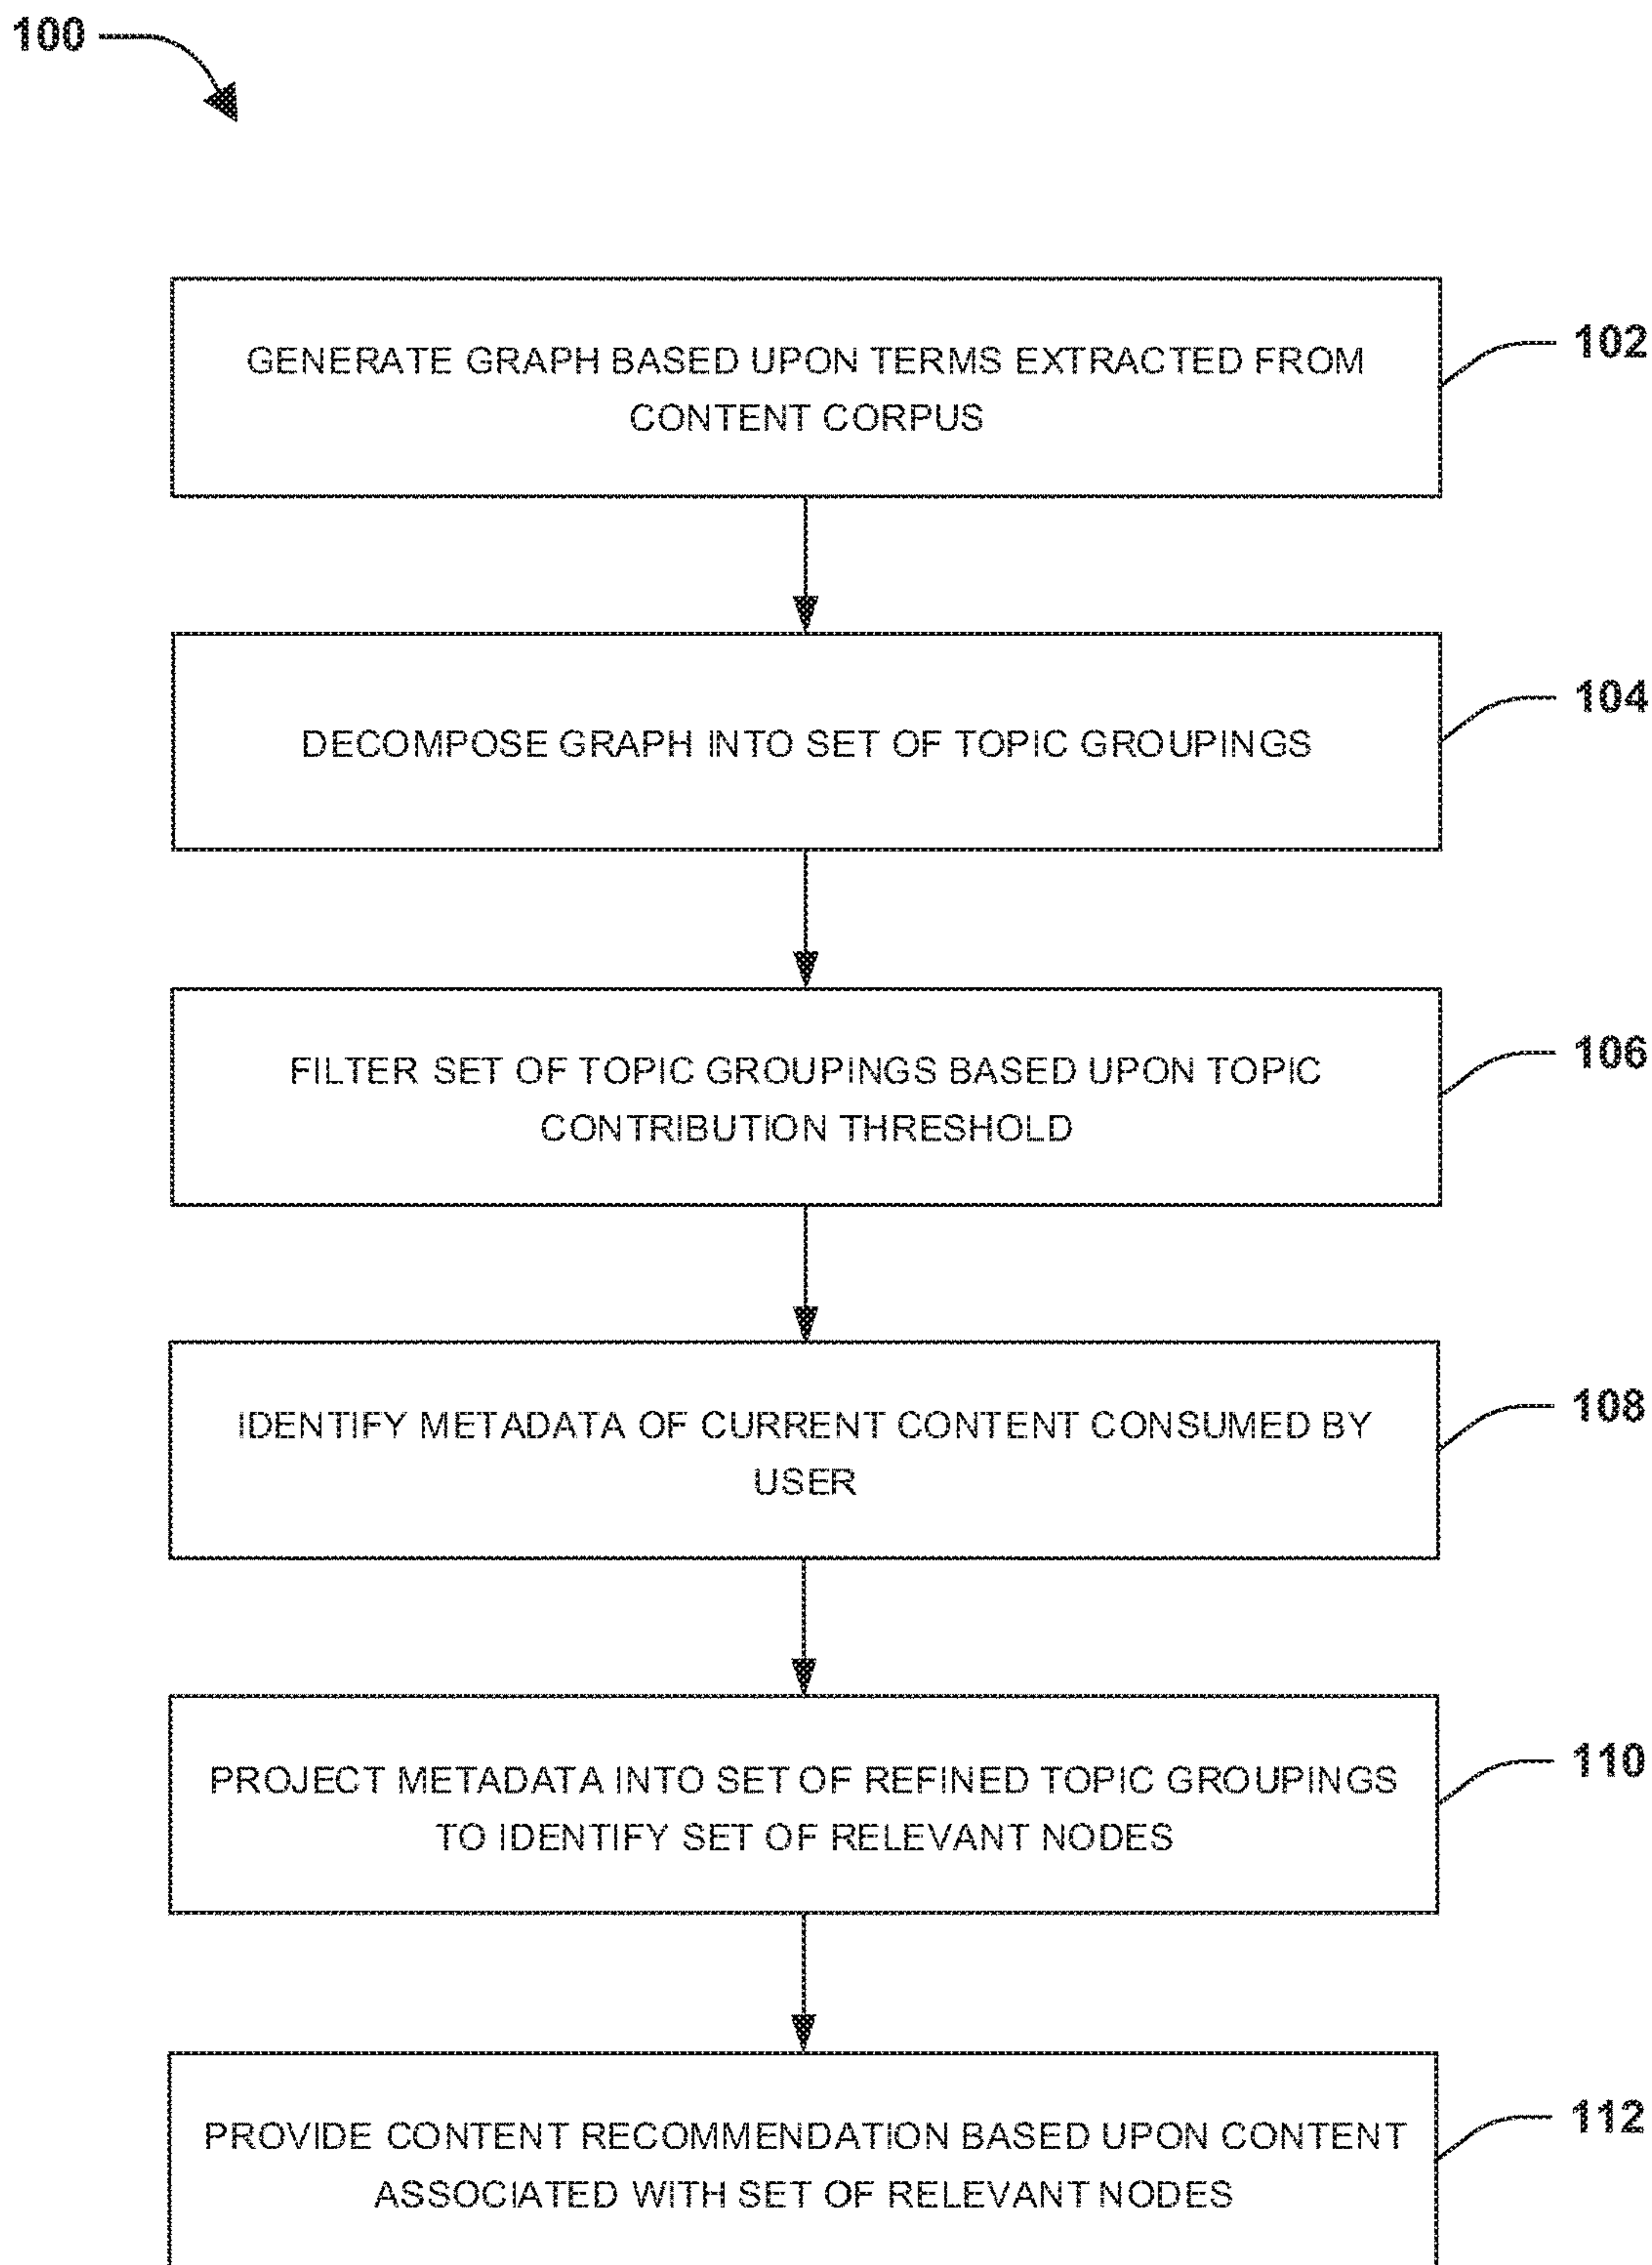 100
GENERATE GRAPH BASED UPON TERMS EXTRACTED FROM
CONTENT CORPUS
102
DECOMPOSE GRAPH INTO SET OF TOPIC GROUPINGS
104
FILTER SET OF TOPIC GROUPINGS BASED UPON TOPIC
CONTRIBUTION THRESHOLD
106
IDENTIFY METADATA OF CURRENT CONTENT CONSUMED BY
USER
108
PROJECT METADATA INTO SET OF REFINED TOPIC GROUPINGS
TO IDENTIFY SET OF RELEVANT NODES
110
PROVIDE CONTENT RECOMMENDATION BASED UPON CONTENT
ASSOCIATED WITH SET OF RELEVANT NODES
112